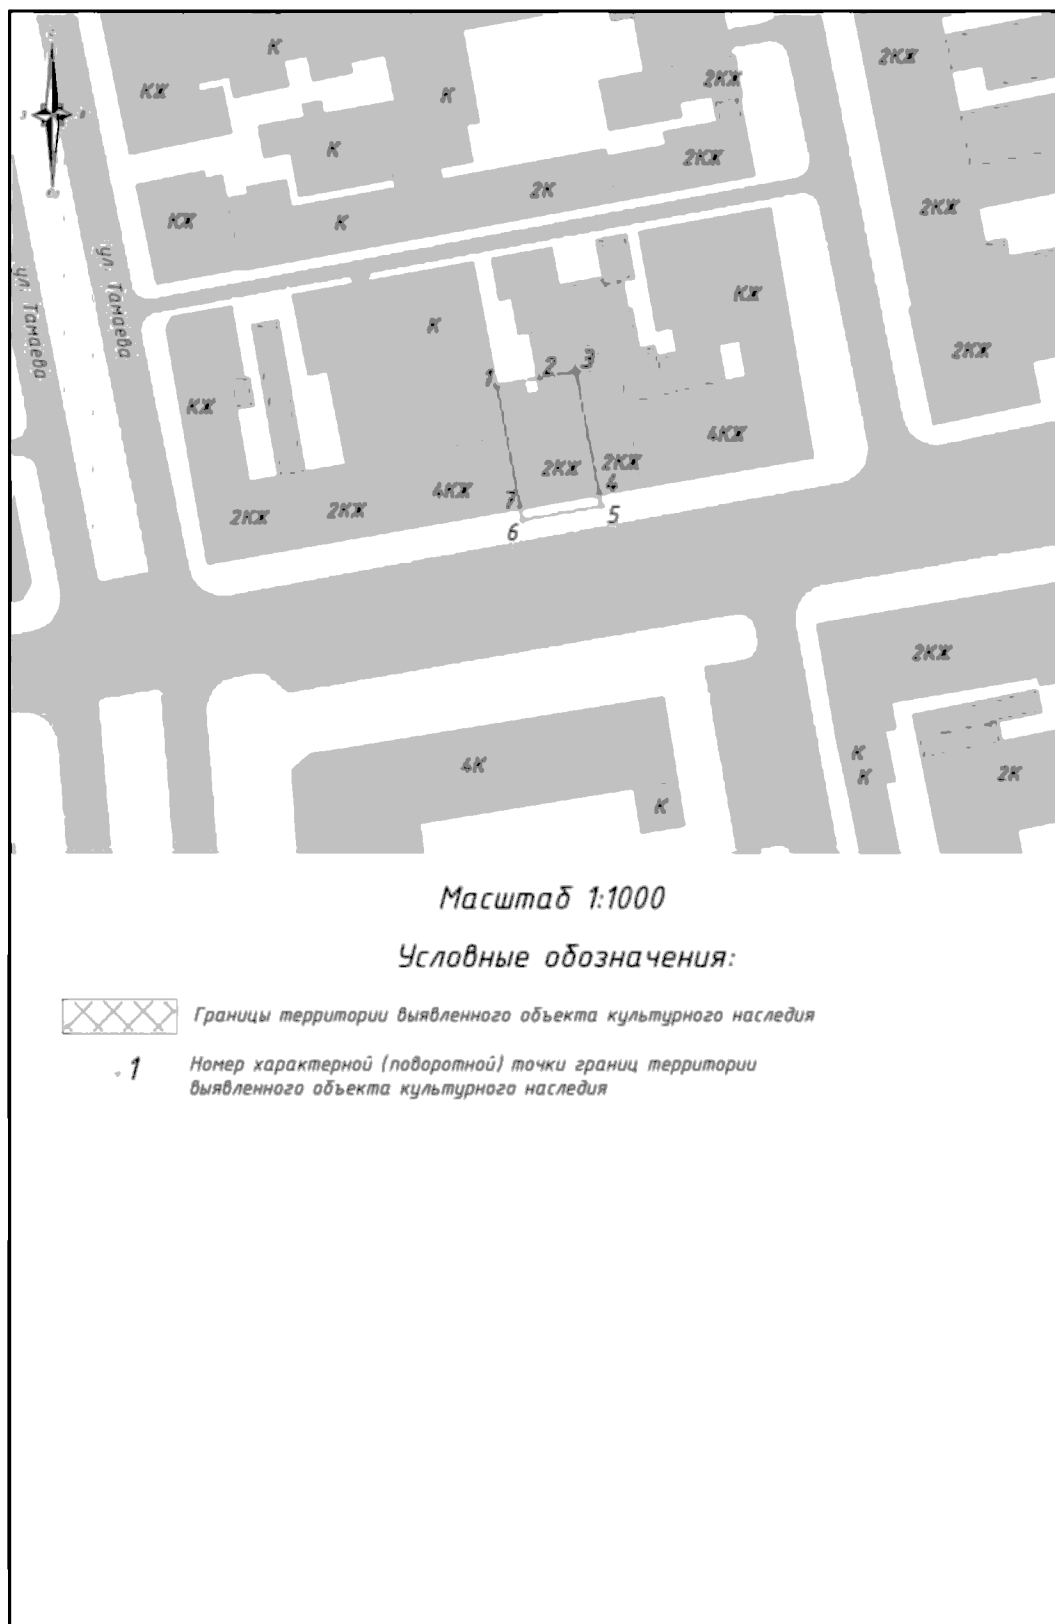 К
2КЖ
2КЖ
КЖ
К
К
2КЖ
2К
КЖ
К
2КЖ
ул. Тамаева
ул. Тамаева
КЖ
К
2КЖ
1
2
3
КЖ
4КЖ
2КЖ
2КЖ
4КЖ
2КЖ
2КЖ
7
4
5
6
2КЖ
4К
К
К
К
2К
Масштаб 1:1000
Условные обозначения:
Границы территории выявленного объекта культурного наследия
1
Номер характерной (поворотной) точки границ территории
выявленного объекта культурного наследия